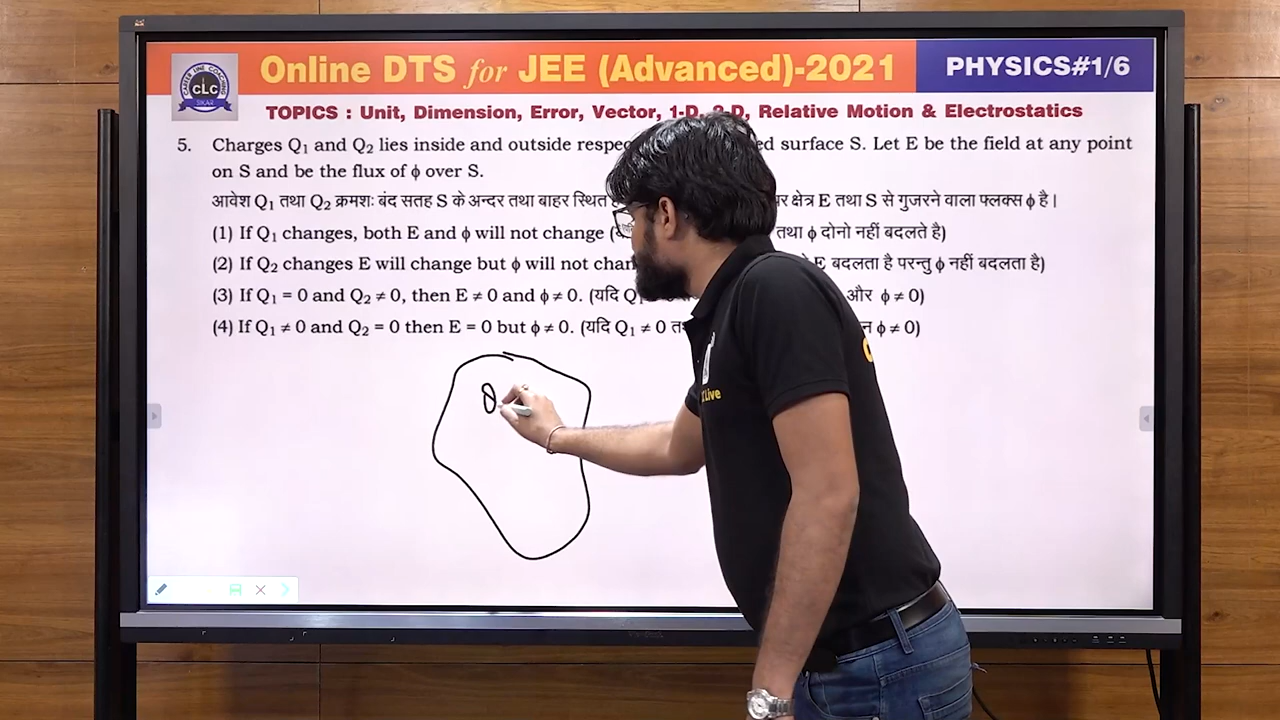 Online DTS for JEE (Advanced)-2021
PHYSICS#1/6
CLC
SIKAR
TOPICS : Unit, Dimension, Error, Vector, 1-D, 2-D, Relative Motion & Electrostatics
5. Charges Q₁ and Q₂ lies inside and outside surface S. Let E be the field at any point
on S and be the flux of ϕ over S.
आवेश Q₁ तथा Q₂ क्रमशः बंद सतह S के अन्दर तथा बाहर स्थित क्षेत्र E तथा S से गुजरने वाला फ्लक्स ϕ है।
(1) If Q₁ changes, both E and ϕ will not change तथा ϕ दोनो नहीं बदलते है)
(2) If Q₂ changes E will change but ϕ will not E बदलता है परन्तु ϕ नहीं बदलता है)
(3) If Q₁ = 0 and Q₂ ≠ 0, then E ≠ 0 and ϕ ≠ 0. (यदि और ϕ ≠ 0)
(4) If Q₁ ≠ 0 and Q₂ = 0 then E = 0 but ϕ ≠ 0. (यदि Q₁ ≠ 0 ϕ ≠ 0)
Live